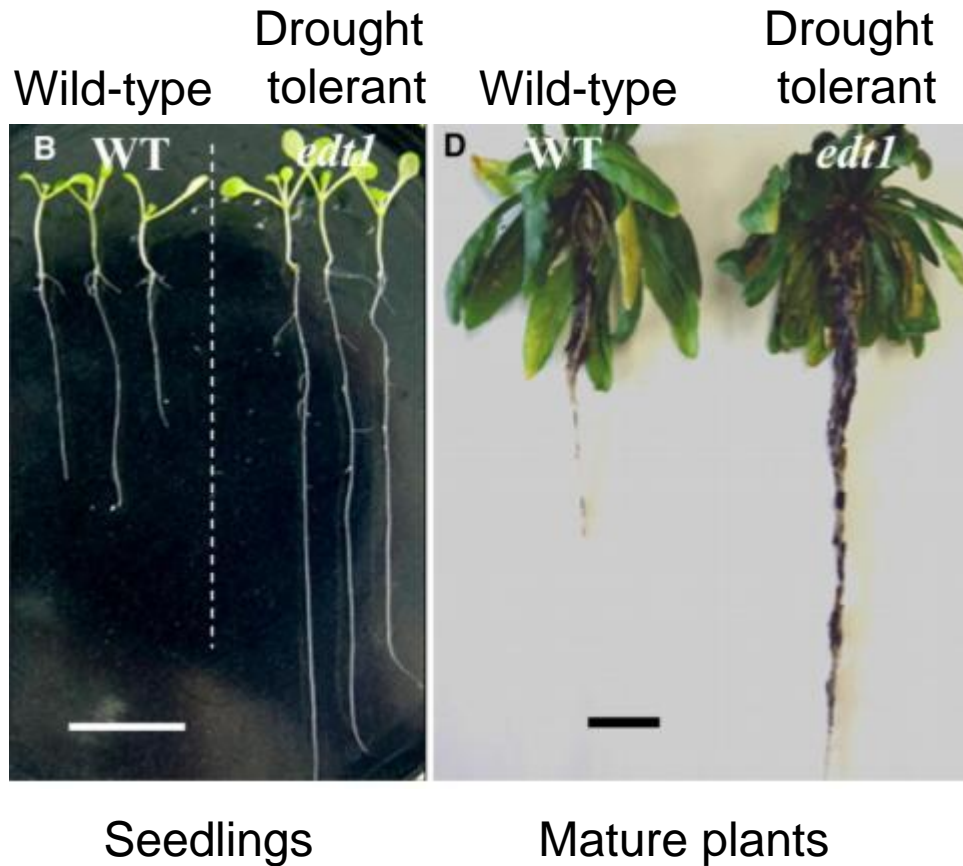 Drought
tolerant
Wild-type
Drought
tolerant
Wild-type
B
WT
edt1
D
WT
edt1
Seedlings
Mature plants